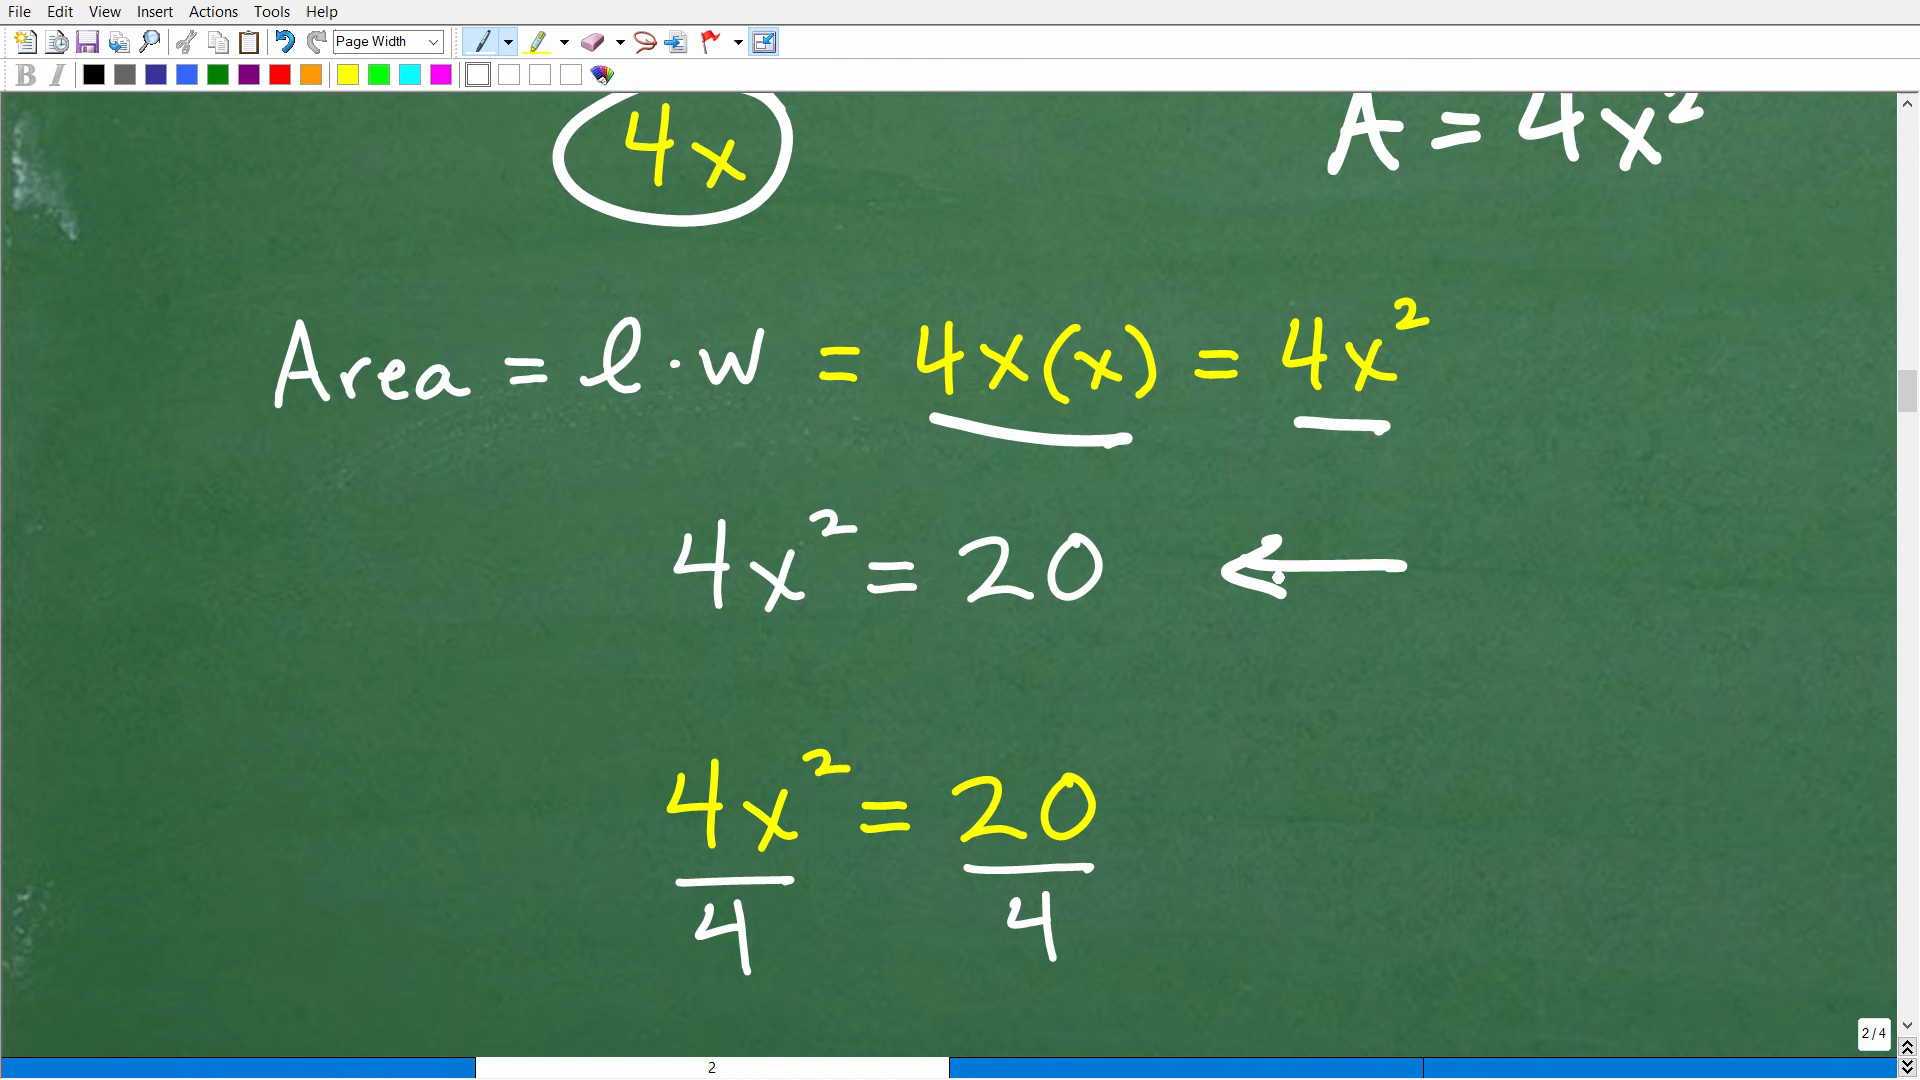 File Edit View Insert Actions Tools Help
Page Width
B I
4x
A = 4x²
Area = l · w = 4x(x) = 4x²
4x² = 20
4x² = 20
4 4
2 / 4
2